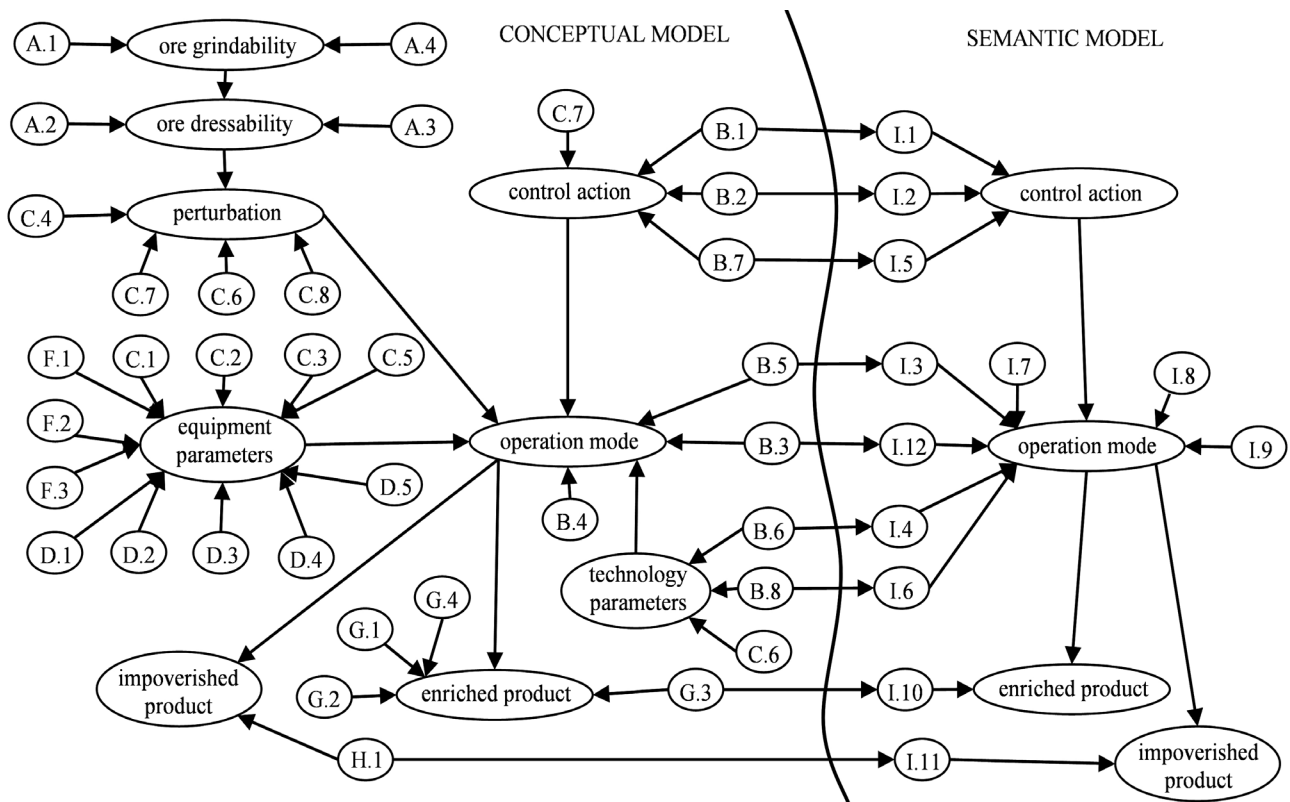 CONCEPTUAL MODEL
SEMANTIC MODEL
A.1
ore grindability
A.4
A.2
ore dressability
A.3
C.7
B.1
I.1
C.4
perturbation
control action
B.2
I.2
control action
C.7
C.6
C.8
B.7
I.5
F.1
C.1
C.2
C.3
C.5
B.5
I.3
I.7
I.8
F.2
equipment
parameters
operation mode
B.3
I.12
operation mode
I.9
F.3
D.5
B.4
B.6
I.4
D.1
D.2
D.3
D.4
technology
parameters
B.8
I.6
G.4
G.1
C.6
impoverished
product
G.2
enriched product
G.3
I.10
enriched product
H.1
I.11
impoverished
product